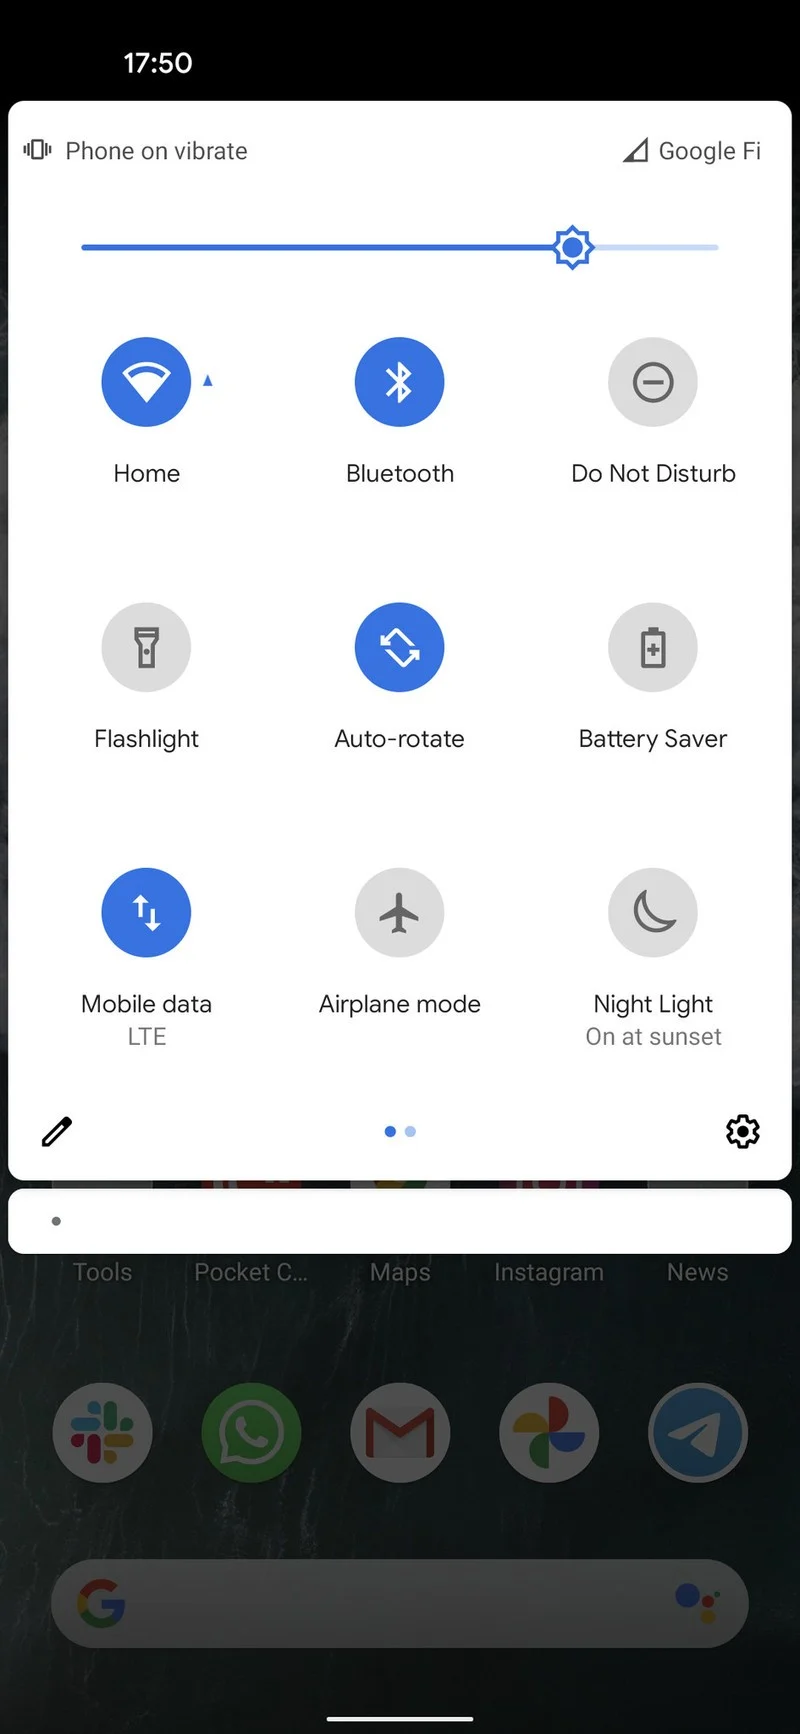 17:50
Phone on vibrate
Google Fi
Home
Bluetooth
Do Not Disturb
Flashlight
Auto-rotate
Battery Saver
Mobile data
LTE
Airplane mode
Night Light
On at sunset
Tools
Pocket C...
Maps
Instagram
News